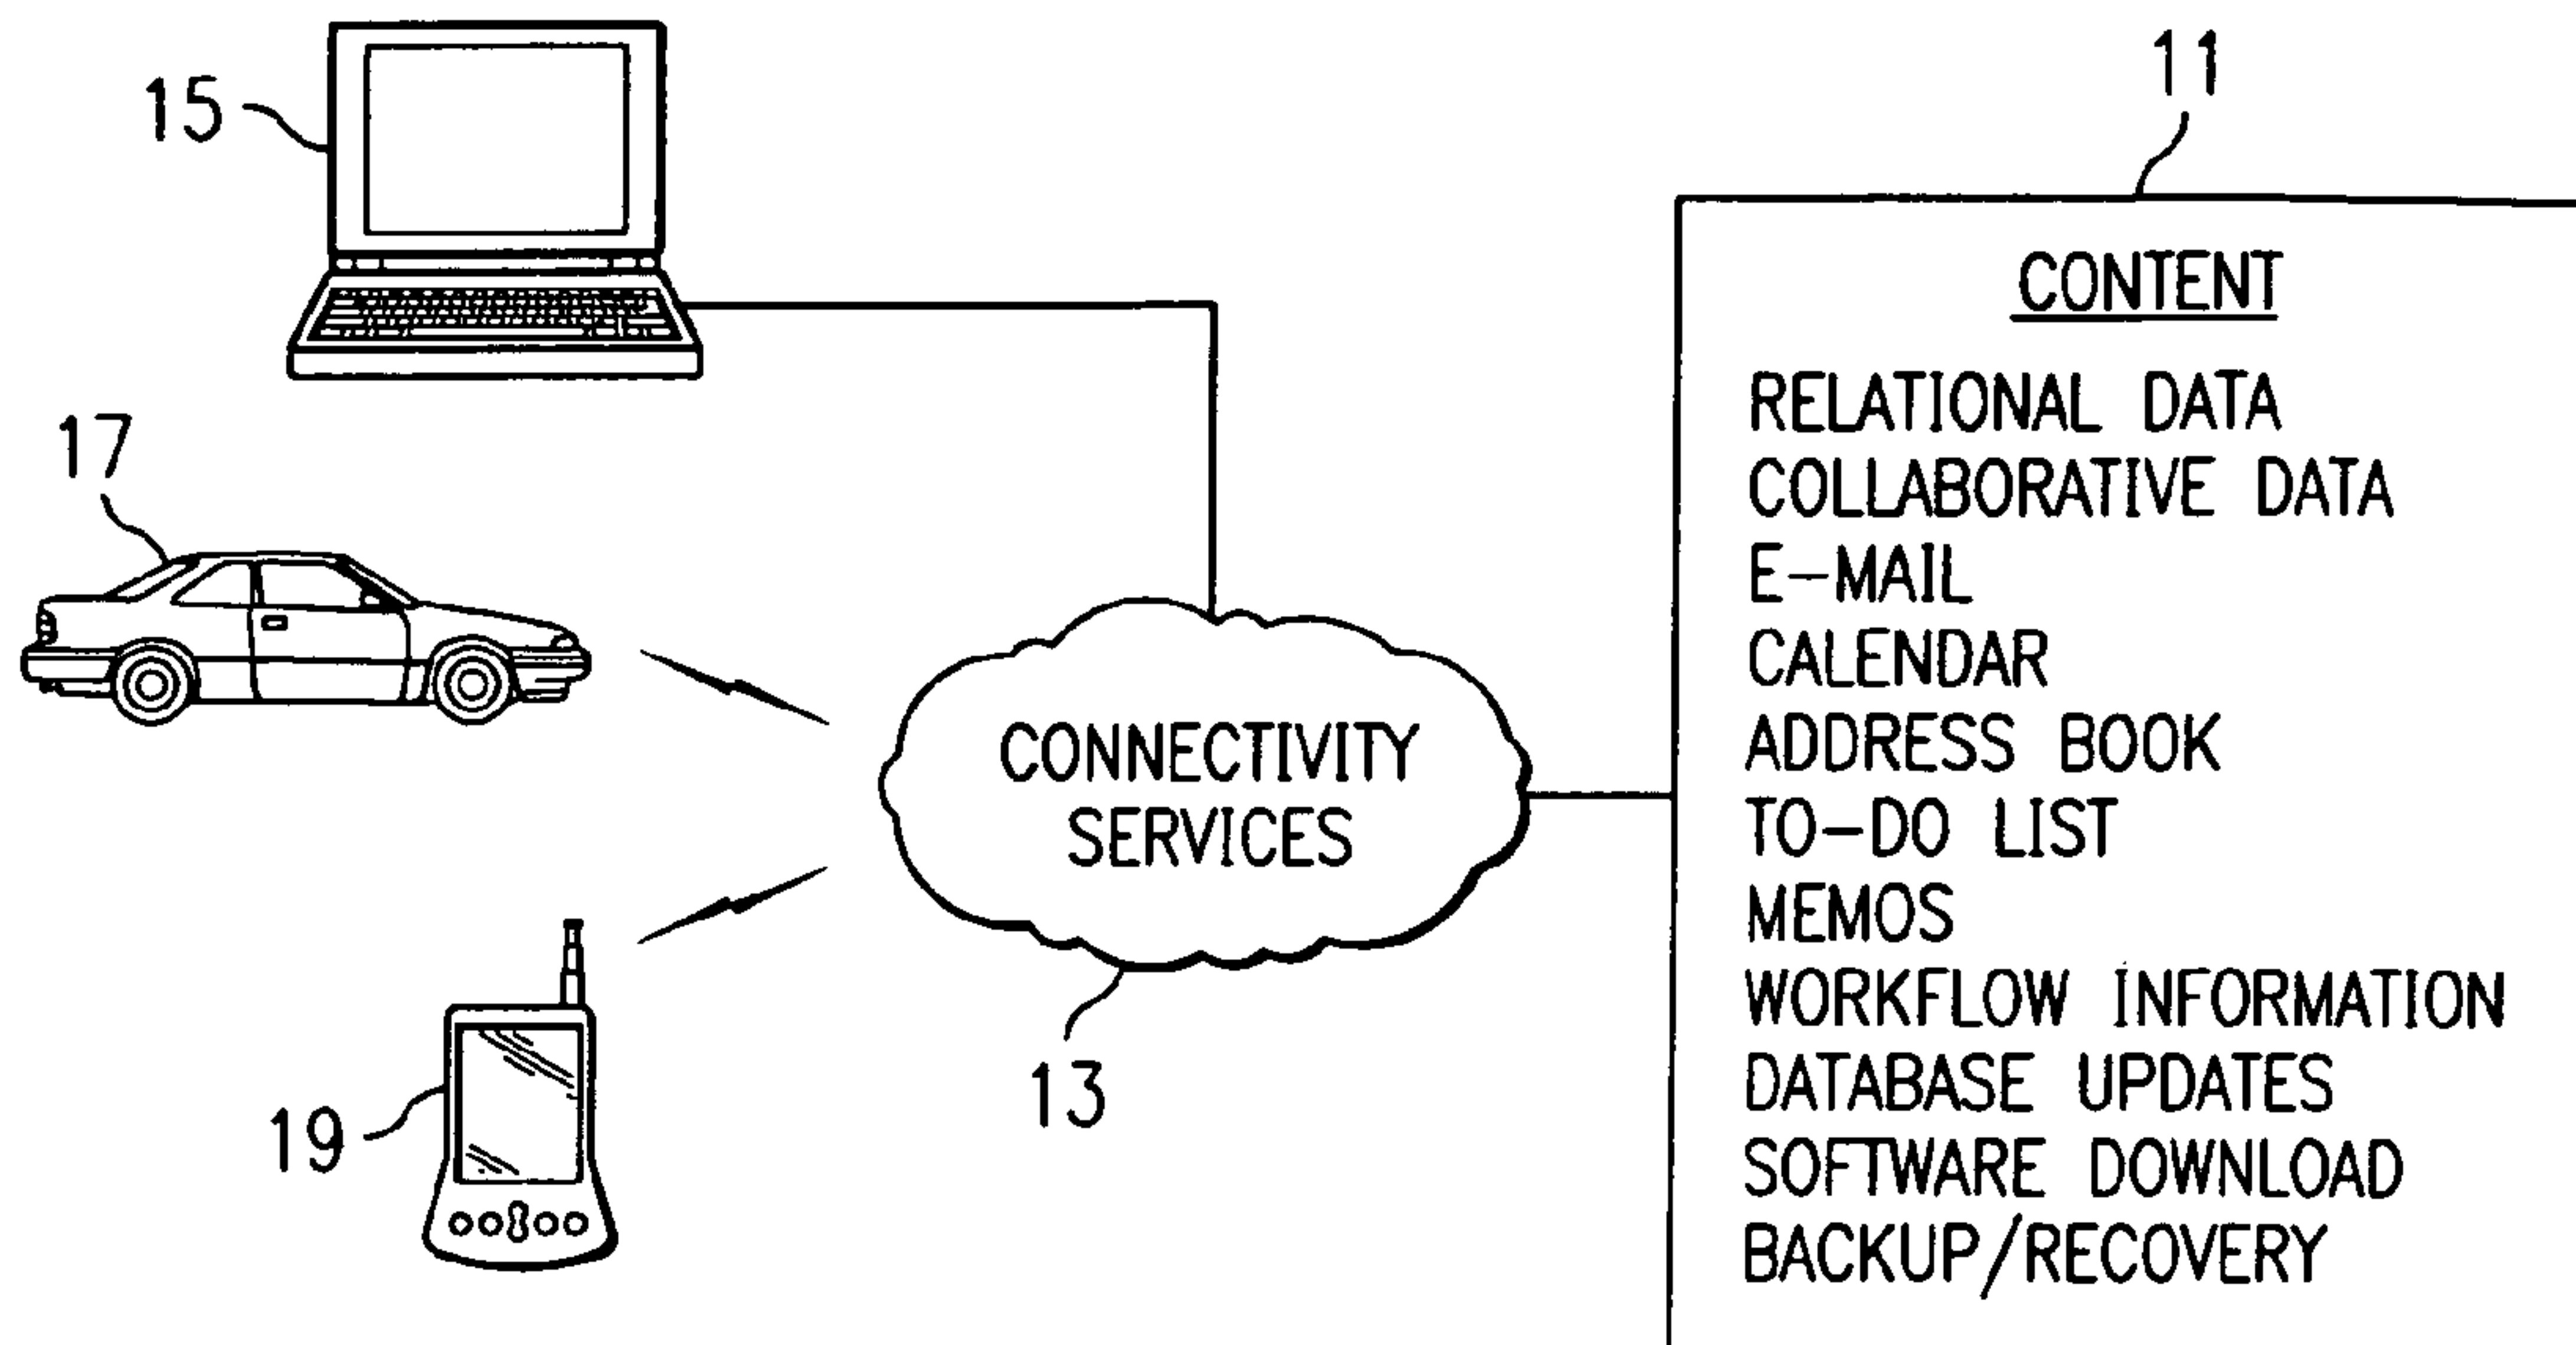 15
11
17
CONTENT
RELATIONAL DATA
COLLABORATIVE DATA
E-MAIL
CALENDAR
ADDRESS BOOK
TO-DO LIST
MEMOS
WORKFLOW INFORMATION
DATABASE UPDATES
SOFTWARE DOWNLOAD
BACKUP/RECOVERY
CONNECTIVITY
SERVICES
13
19